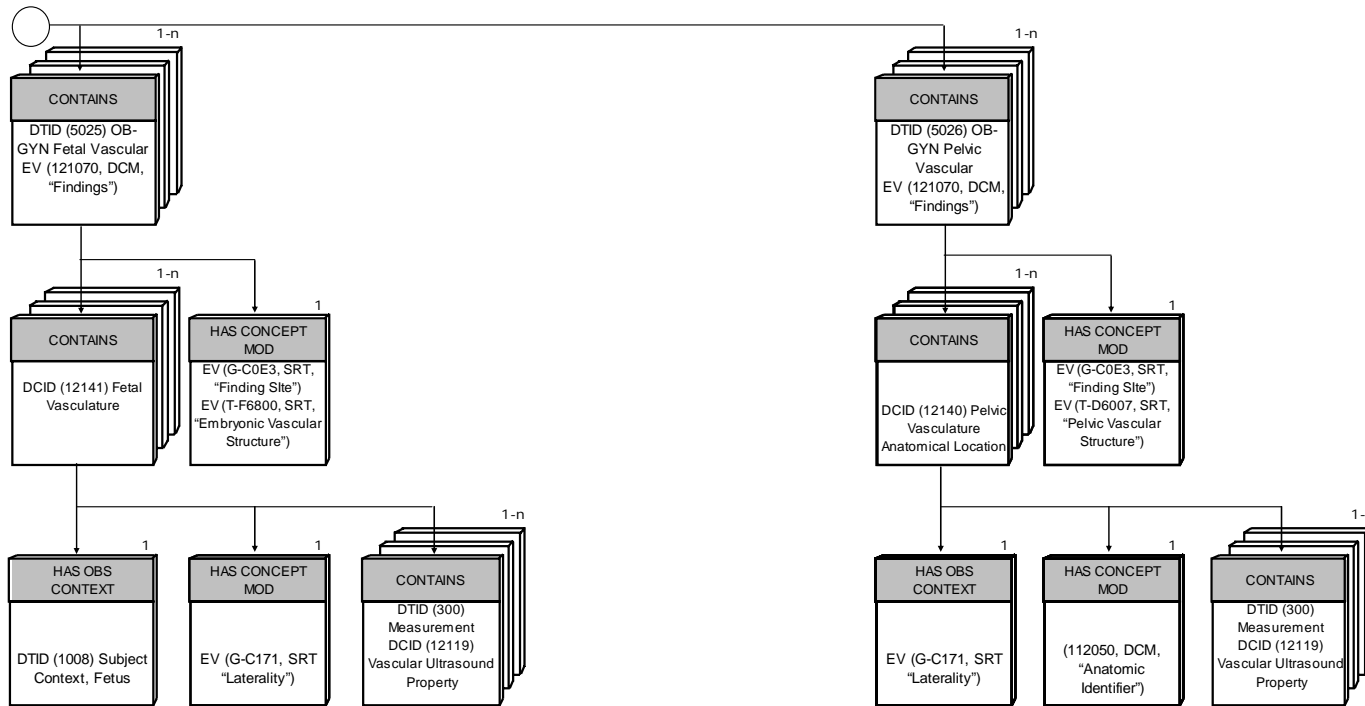 1-n
CONTAINS
DTID (5025) OB-
GYN Fetal Vascular
EV (121070, DCM,
“Findings”)
1-n
CONTAINS
DTID (5026) OB-
GYN Pelvic
Vascular
EV (121070, DCM,
“Findings”)
1-n
CONTAINS
DCID (12141) Fetal
Vasculature
1
HAS CONCEPT
MOD
EV (G-C0E3, SRT,
“Finding SIte”)
EV (T-F6800, SRT,
“Embryonic Vascular
Structure”)
1-n
CONTAINS
DCID (12140) Pelvic
Vasculature
Anatomical Location
1
HAS CONCEPT
MOD
EV (G-C0E3, SRT,
“Finding SIte”)
EV (T-D6007, SRT,
“Pelvic Vascular
Structure”)
1
HAS OBS
CONTEXT
DTID (1008) Subject
Context, Fetus
1
HAS CONCEPT
MOD
EV (G-C171, SRT
“Laterality”)
1-n
CONTAINS
DTID (300)
Measurement
DCID (12119)
Vascular Ultrasound
Property
1
HAS OBS
CONTEXT
EV (G-C171, SRT
“Laterality”)
1
HAS CONCEPT
MOD
(112050, DCM,
“Anatomic
Identifier”)
1-
CONTAINS
DTID (300)
Measurement
DCID (12119)
Vascular Ultrasound
Property